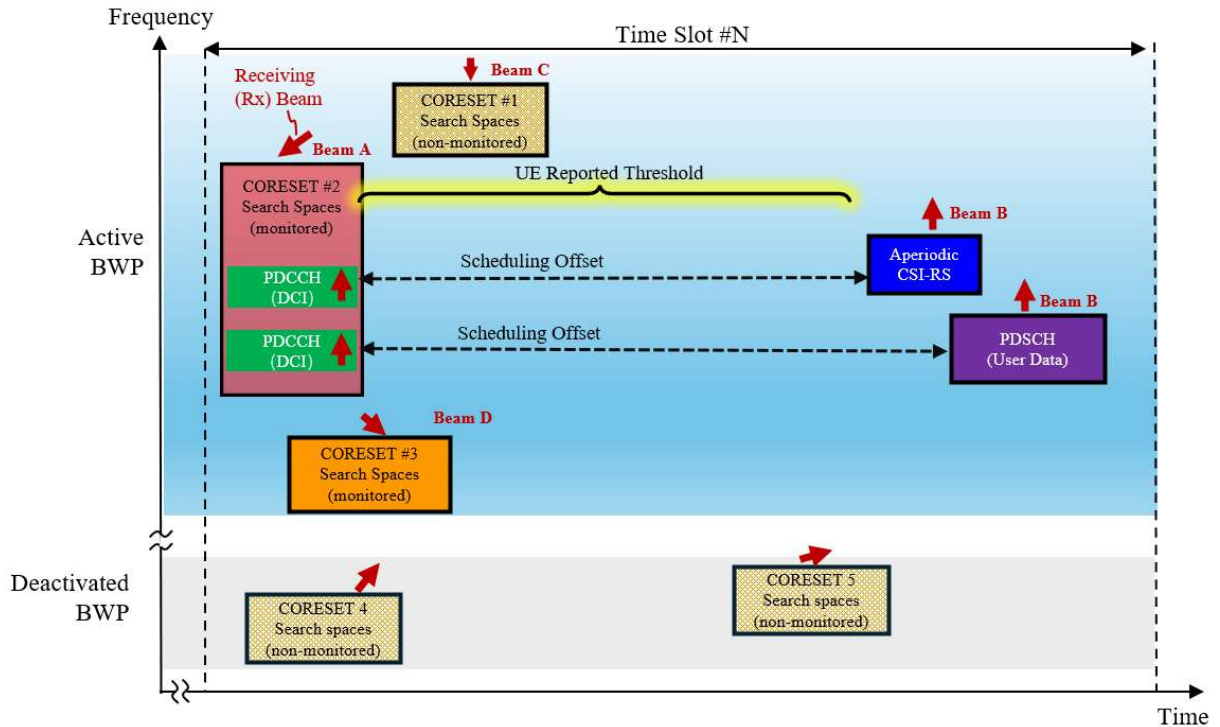 Frequency
Time Slot #N
Receiving
(Rx) Beam
Beam A
Beam C
CORESET #1
Search Spaces
(non-monitored)
UE Reported Threshold
CORESET #2
Search Spaces
(monitored)
Active
BWP
PDCCH
(DCI)
Scheduling Offset
Beam B
Aperiodic
CSI-RS
PDCCH
(DCI)
Scheduling Offset
Beam B
PDSCH
(User Data)
Beam D
CORESET #3
Search Spaces
(monitored)
Deactivated
BWP
CORESET 4
Search spaces
(non-monitored)
CORESET 5
Search spaces
(non-monitored)
Time